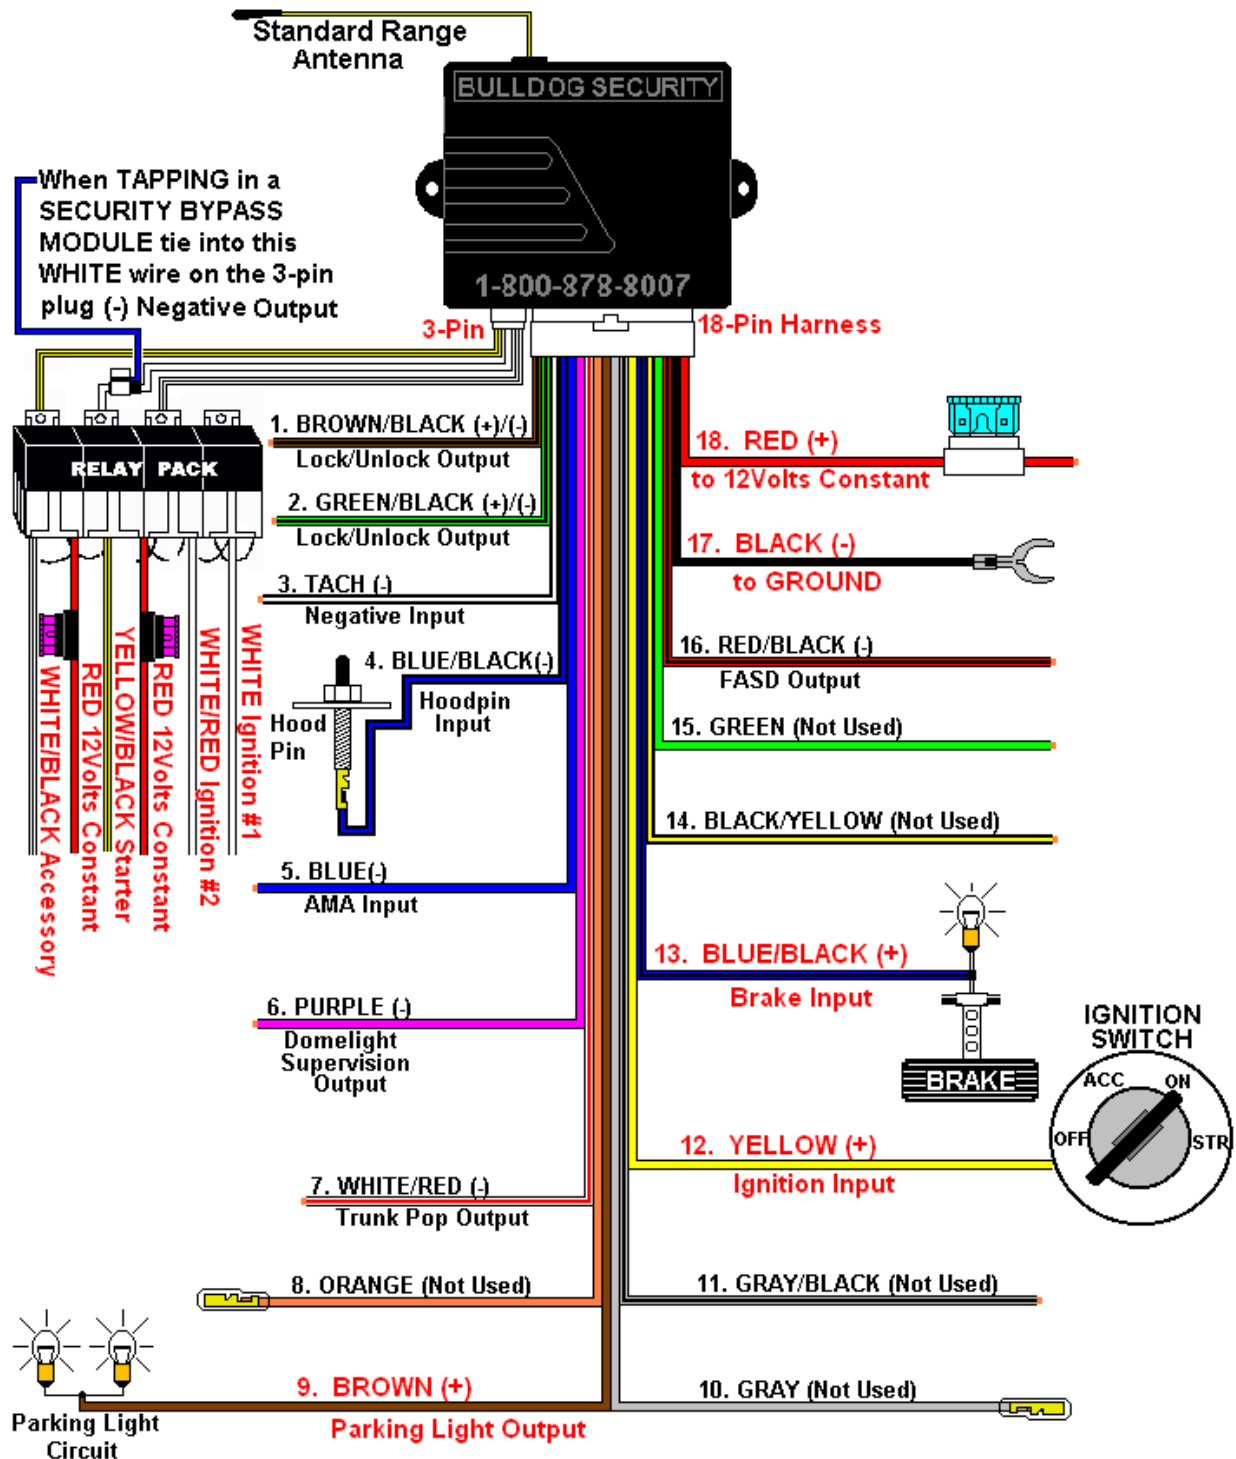 Standard Range
Antenna
BULLDOG SECURITY
1-800-878-8007
When TAPPING in a
SECURITY BYPASS
MODULE tie into this
WHITE wire on the 3-pin
plug (-) Negative Output
3-Pin
18-Pin Harness
RELAY PACK
WHITE/BLACK Accessory
RED 12Volts Constant
YELLOW/BLACK Starter
RED 12Volts Constant
WHITE/RED Ignition #2
WHITE Ignition #1
1. BROWN/BLACK (+)/(-)
Lock/Unlock Output
2. GREEN/BLACK (+)/(-)
Lock/Unlock Output
3. TACH (-)
Negative Input
4. BLUE/BLACK(-)
Hoodpin
Input
Hood
Pin
5. BLUE(-)
AMA Input
6. PURPLE (-)
Domelight
Supervision
Output
7. WHITE/RED (-)
Trunk Pop Output
8. ORANGE (Not Used)
9. BROWN (+)
Parking Light Output
Parking Light
Circuit
18. RED (+)
to 12Volts Constant
17. BLACK (-)
to GROUND
16. RED/BLACK (-)
FASD Output
15. GREEN (Not Used)
14. BLACK/YELLOW (Not Used)
13. BLUE/BLACK (+)
Brake Input
BRAKE
IGNITION
SWITCH
ACC
ON
OFF
STR
12. YELLOW (+)
Ignition Input
11. GRAY/BLACK (Not Used)
10. GRAY (Not Used)